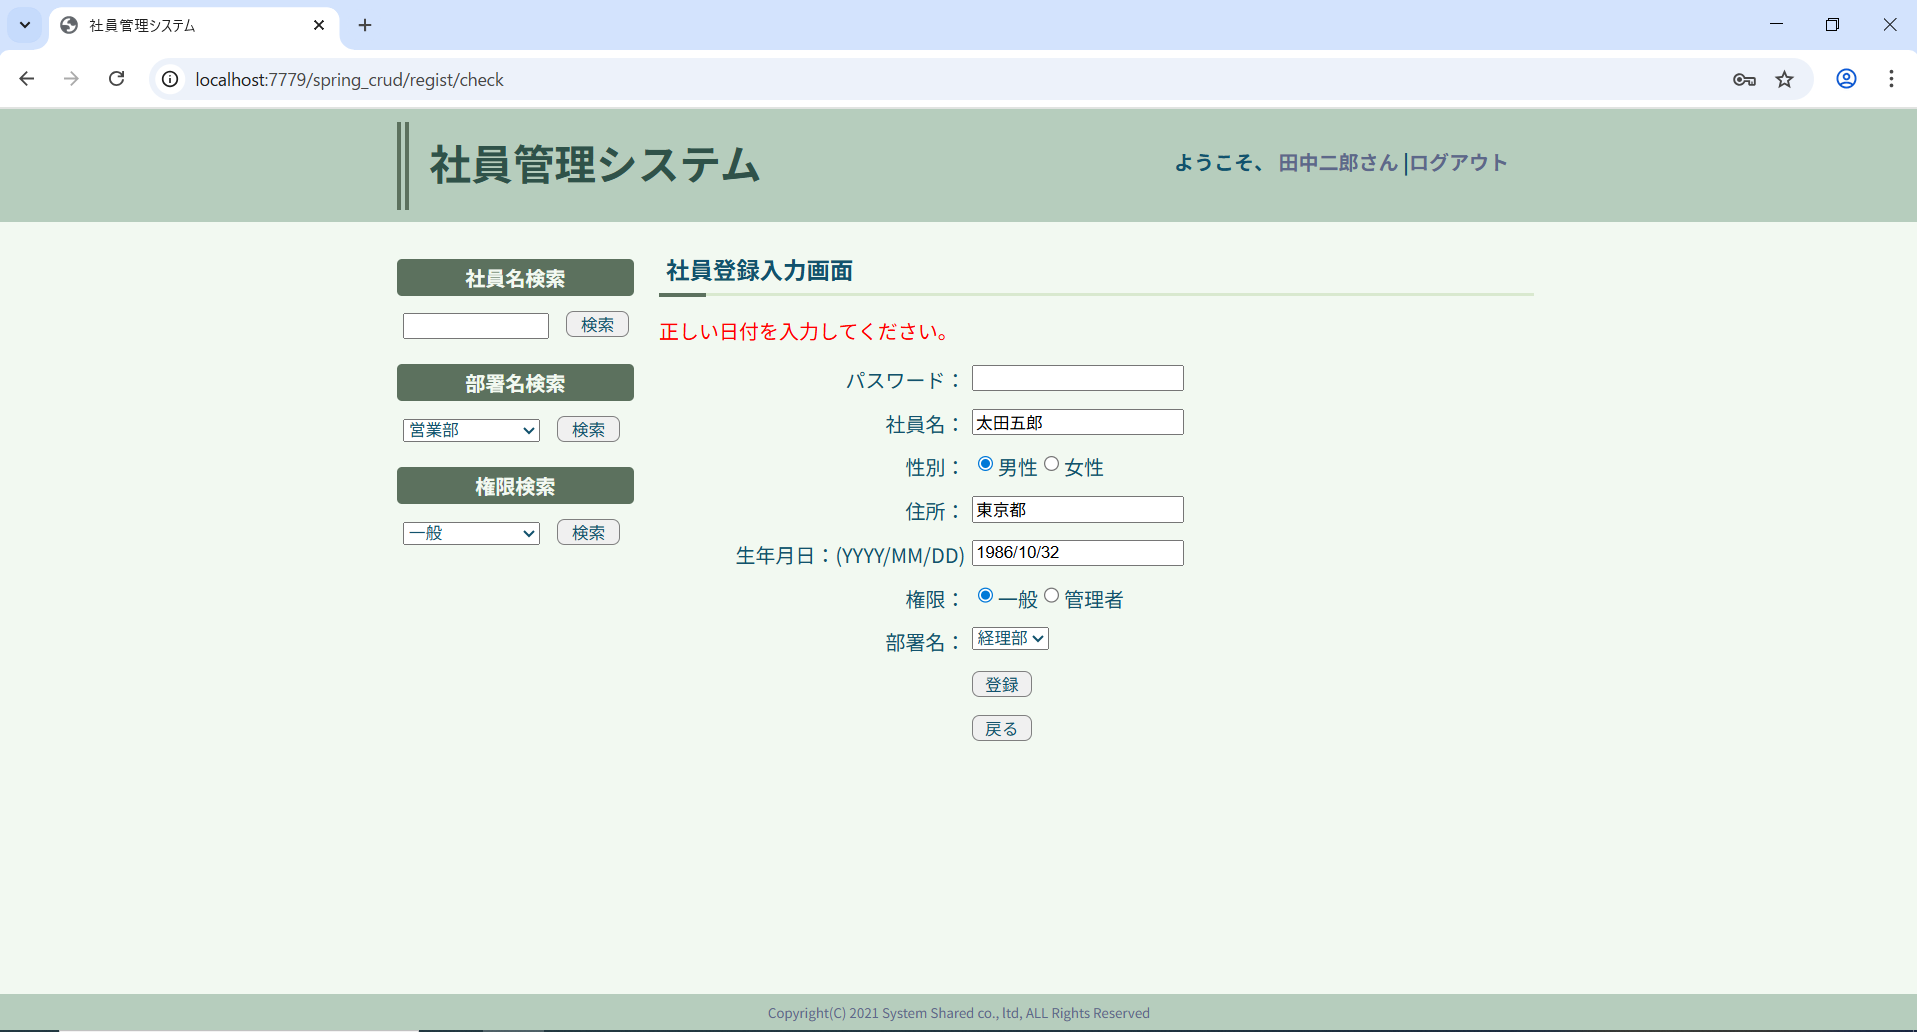 社員管理システム
localhost:7779/spring_crud/regist/check
社員管理システム
ようこそ、 田中二郎さん |ログアウト
社員名検索
検索
部署名検索
営業部 検索
権限検索
一般 検索
社員登録入力画面
正しい日付を入力してください。
パスワード：
社員名： 太田五郎
性別： 男性 女性
住所： 東京都
生年月日：(YYYY/MM/DD) 1986/10/32
権限： 一般 管理者
部署名： 経理部
登録
戻る
Copyright(C) 2021 System Shared co., ltd, ALL Rights Reserved